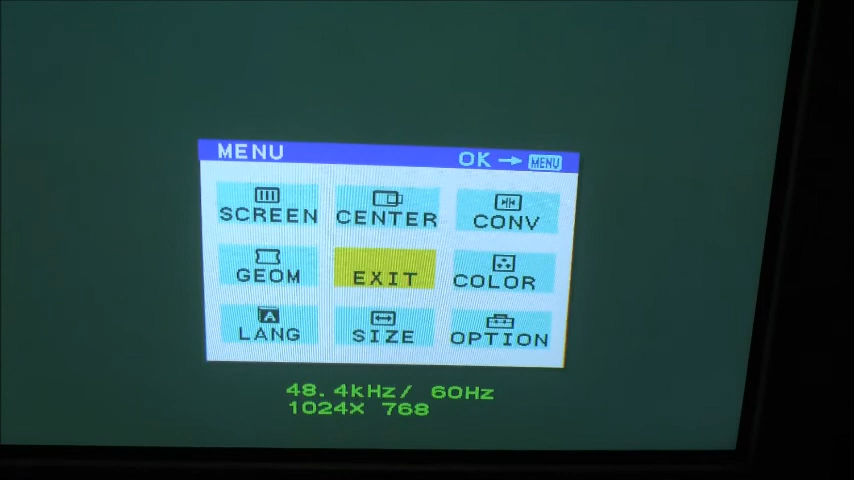 MENU OK → MENU
SCREEN CENTER CONV
GEOM EXIT COLOR
A
LANG SIZE OPTION
48.4kHz/ 60Hz
1024X 768